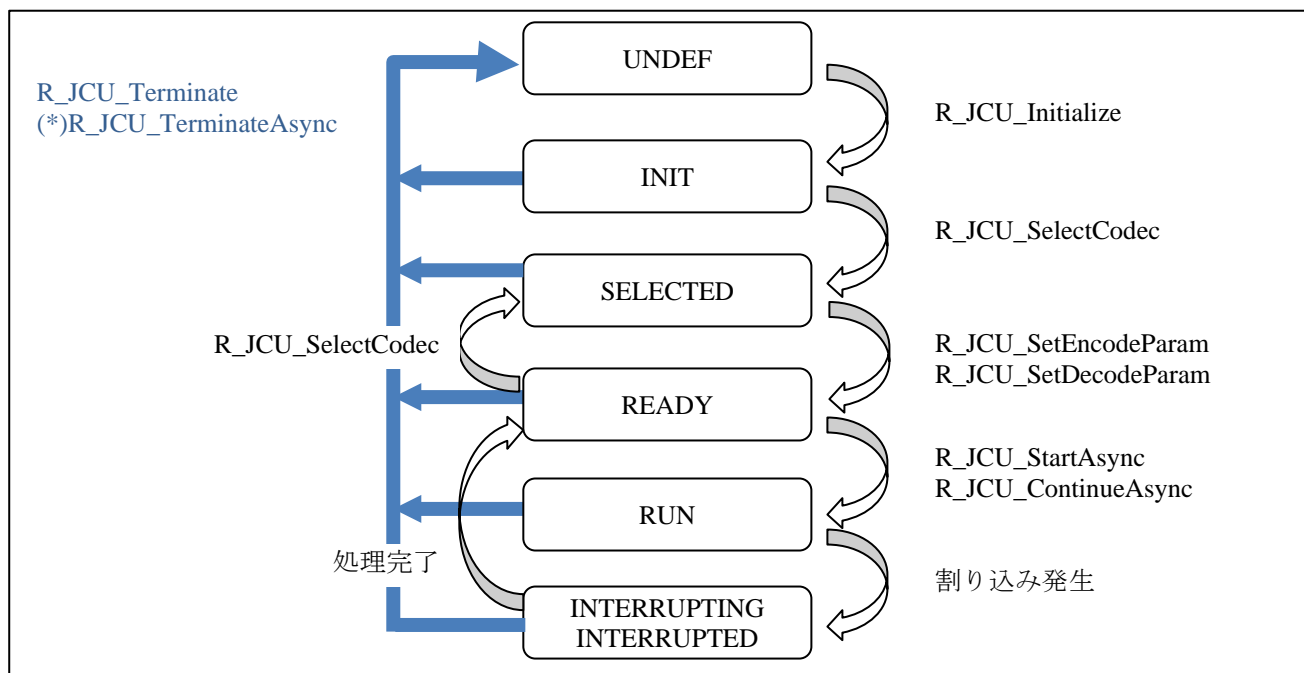 UNDEF
R_JCU_Terminate
(*)R_JCU_TerminateAsync
R_JCU_Initialize
INIT
R_JCU_SelectCodec
SELECTED
R_JCU_SelectCodec
R_JCU_SetEncodeParam
R_JCU_SetDecodeParam
READY
R_JCU_StartAsync
R_JCU_ContinueAsync
RUN
処理完了
割り込み発生
INTERRUPTING
INTERRUPTED